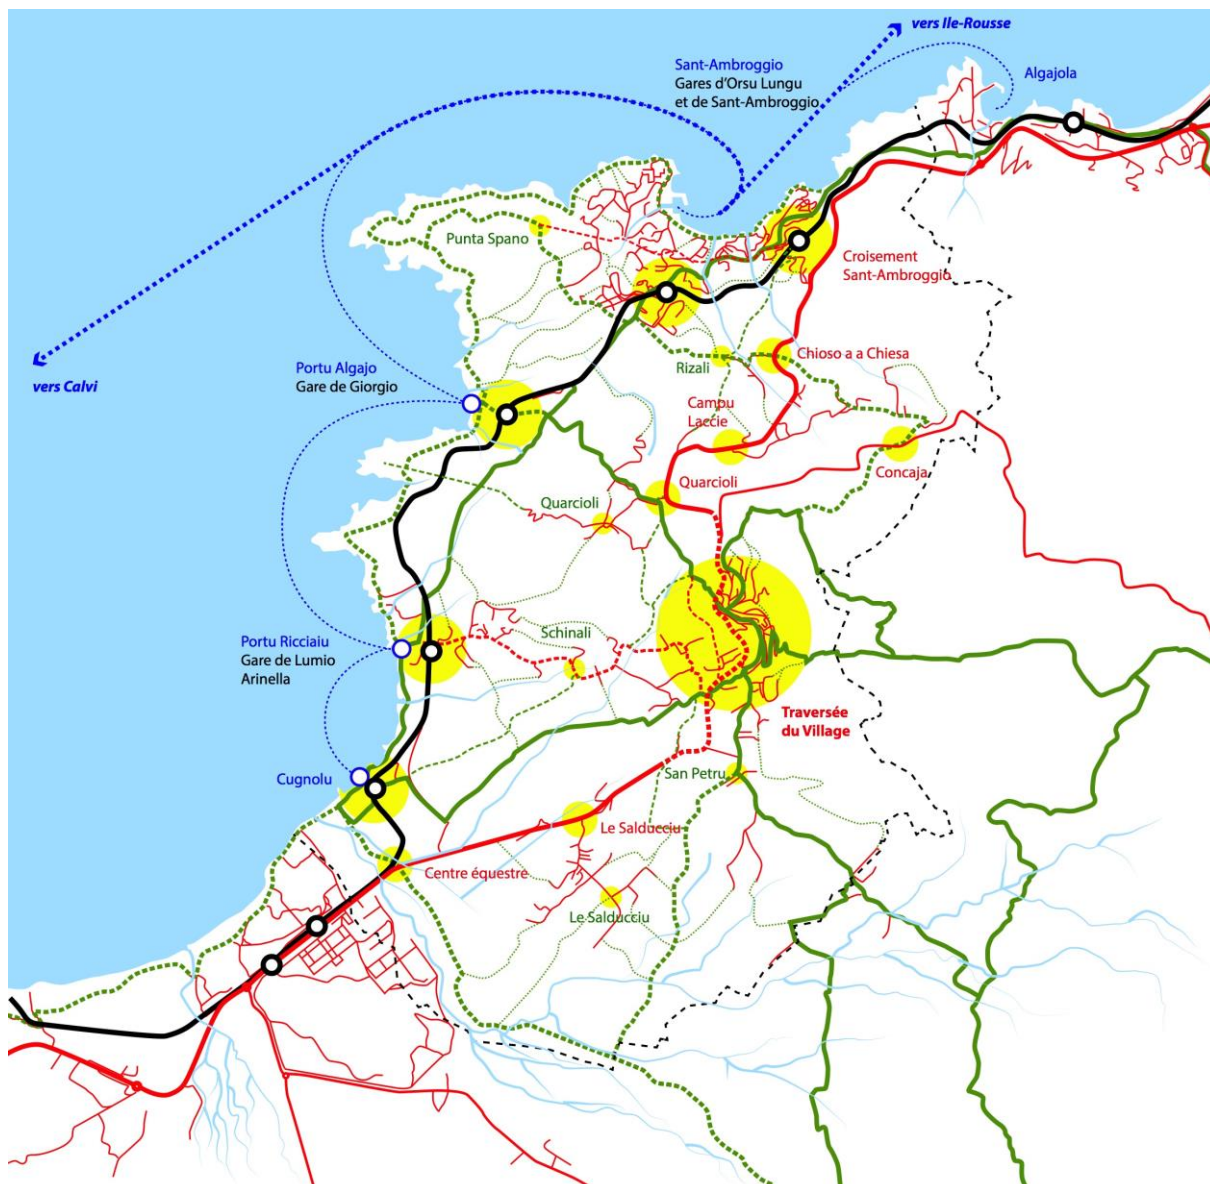 vers Ile-Rousse
Sant-Ambroggio
Gares d'Orsu Lungu
et de Sant-Ambroggio
Algajola
Punta Spano
Croisement
Sant-Ambroggio
vers Calvi
Portu Algajo
Gare de Giorgio
Rizali
Chioso a a Chiesa
Campu
Laccie
Concaja
Quarcioli
Quarcioli
Portu Ricciaiu
Gare de Lumio
Arinella
Schinali
Traversée
du Village
Cugnolu
San Petru
Le Salducciu
Centre équestre
Le Salducciu